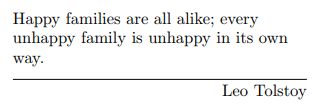 Happy families are all alike; every
unhappy family is unhappy in its own
way.
Leo Tolstoy